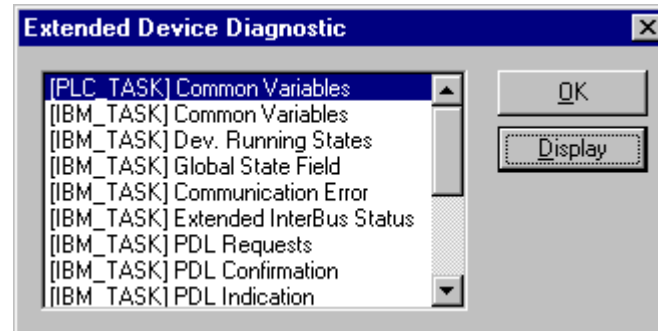 Extended Device Diagnostic
[PLC_TASK] Common Variables
[IBM_TASK] Common Variables
[IBM_TASK] Dev. Running States
[IBM_TASK] Global State Field
[IBM_TASK] Communication Error
[IBM_TASK] Extended InterBus Status
[IBM_TASK] PDL Requests
[IBM_TASK] PDL Confirmation
[IBM_TASK] PDL Indication
OK
Display